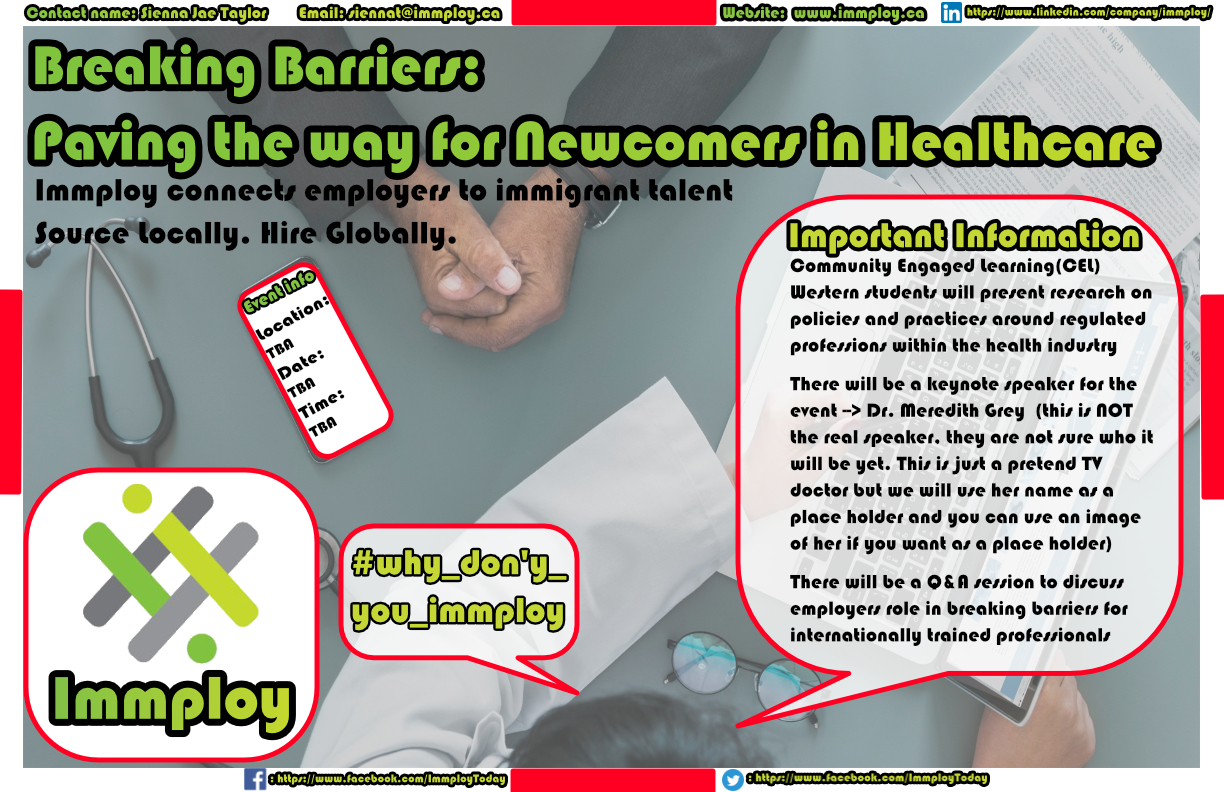 Contact name: Sienna Jae Taylor
Email: siennat@immploy.ca
Website: www.immploy.ca
https://www.linkedin.com/company/immploy/
Breaking Barriers:
Paving the way for Newcomers in Healthcare
Immploy connects employers to immigrant talent
Source Locally. Hire Globally.
Event info
Location:
TBA
Date:
TBA
Time:
TBA
Important Information
Community Engaged Learning(CEL)
Western students will present research on
policies and practices around regulated
professions within the health industry
There will be a keynote speaker for the
event --> Dr. Meredith Grey (this is NOT
the real speaker, they are not sure who it
will be yet. This is just a pretend TV
doctor but we will use her name as a
place holder and you can use an image
of her if you want as a place holder)
There will be a Q&A session to discuss
employers role in breaking barriers for
internationally trained professionals
#why_don'y_
you_immploy
Immploy
: https://www.facebook.com/ImmployToday
: https://www.facebook.com/ImmployToday